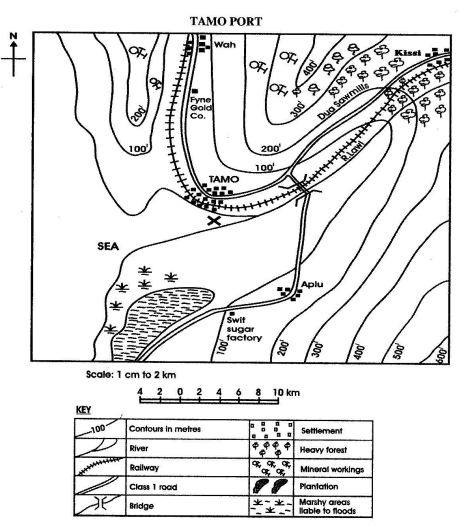 TAMO PORT
N
Wah
Kissi
400'
300'
200'
Fyne
Gold
Co.
Dua Sawmills
100'
200'
100'
R. Lawl
TAMO
SEA
Aplu
Swit
sugar
factory
100'
200'
300'
400'
500'
600'
Scale: 1 cm to 2 km
4 2 0 2 4 6 8 10 km
KEY
100 Contours in metres
Settlement
River
Heavy forest
Railway
Mineral workings
Class 1 road
Plantation
Bridge
Marshy areas
liable to floods